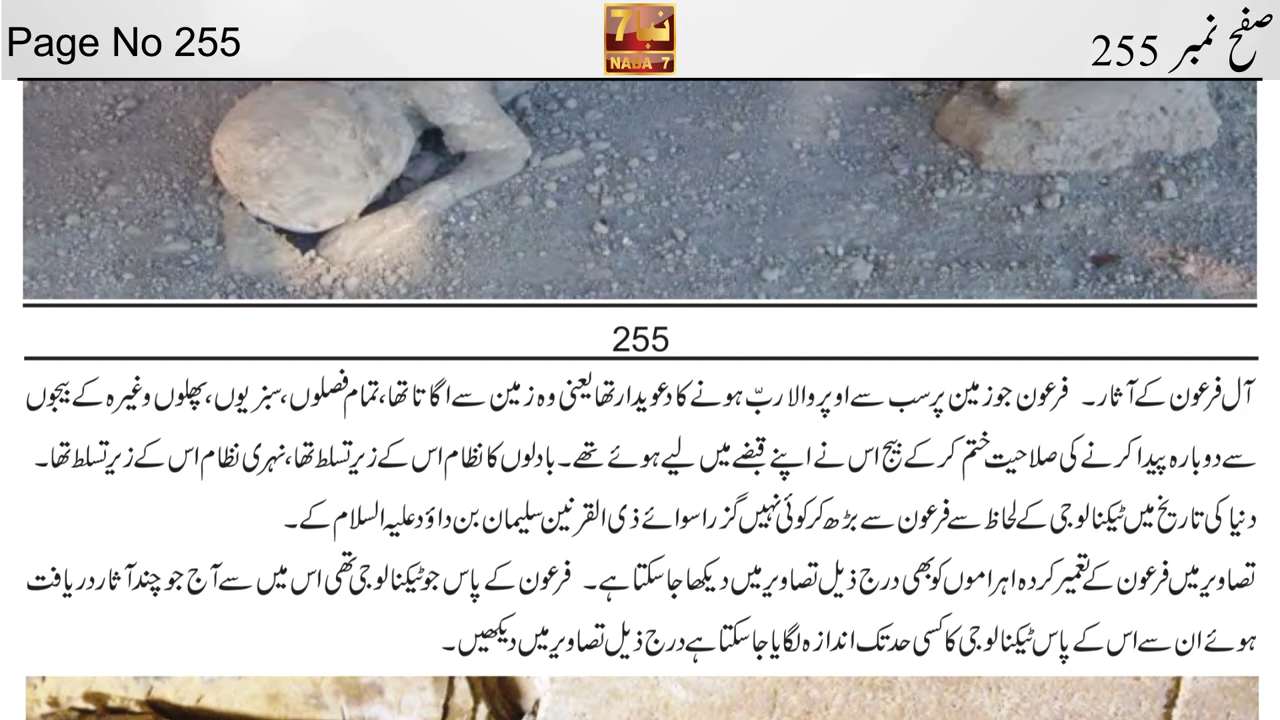 Page No 255
نبا 7
NABA 7
صفحہ نمبر 255
255
آل فرعون کے آثار۔ فرعون جو زمین پر سب سے اوپر والا ربّ ہونے کا دعویدار تھا یعنی وہ زمین سے اگاتا تھا، تمام فصلوں، سبزیوں، پھلوں وغیرہ کے بیجوں
سے دوبارہ پیدا کرنے کی صلاحیت ختم کر کے بیج اس نے اپنے قبضے میں لیے ہوئے تھے۔ بادلوں کا نظام اس کے زیرِ تسلط تھا، نہری نظام اس کے زیرِ تسلط تھا۔
دنیا کی تاریخ میں ٹیکنالوجی کے لحاظ سے فرعون سے بڑھ کر کوئی نہیں گزرا سوائے ذی القرنین سلیمان بن داؤد علیہ السلام کے۔
تصاویر میں فرعون کے تعمیر کردہ اہراموں کو بھی درج ذیل تصاویر میں دیکھا جا سکتا ہے۔ فرعون کے پاس جو ٹیکنالوجی تھی اس میں سے آج جو چند آثار دریافت
ہوئے ان سے اس کے پاس ٹیکنالوجی کا کسی حد تک اندازہ لگایا جا سکتا ہے درج ذیل تصاویر میں دیکھیں۔